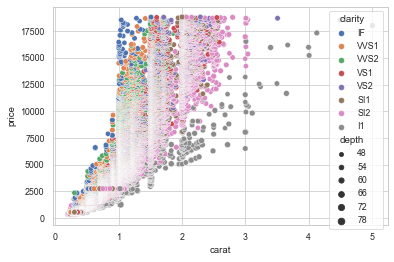 clarity
IF
VVS1
VVS2
VS1
VS2
SI1
SI2
I1
depth
48
54
60
66
72
78
17500
15000
12500
10000
7500
5000
2500
0
price
0
1
2
3
4
5
carat